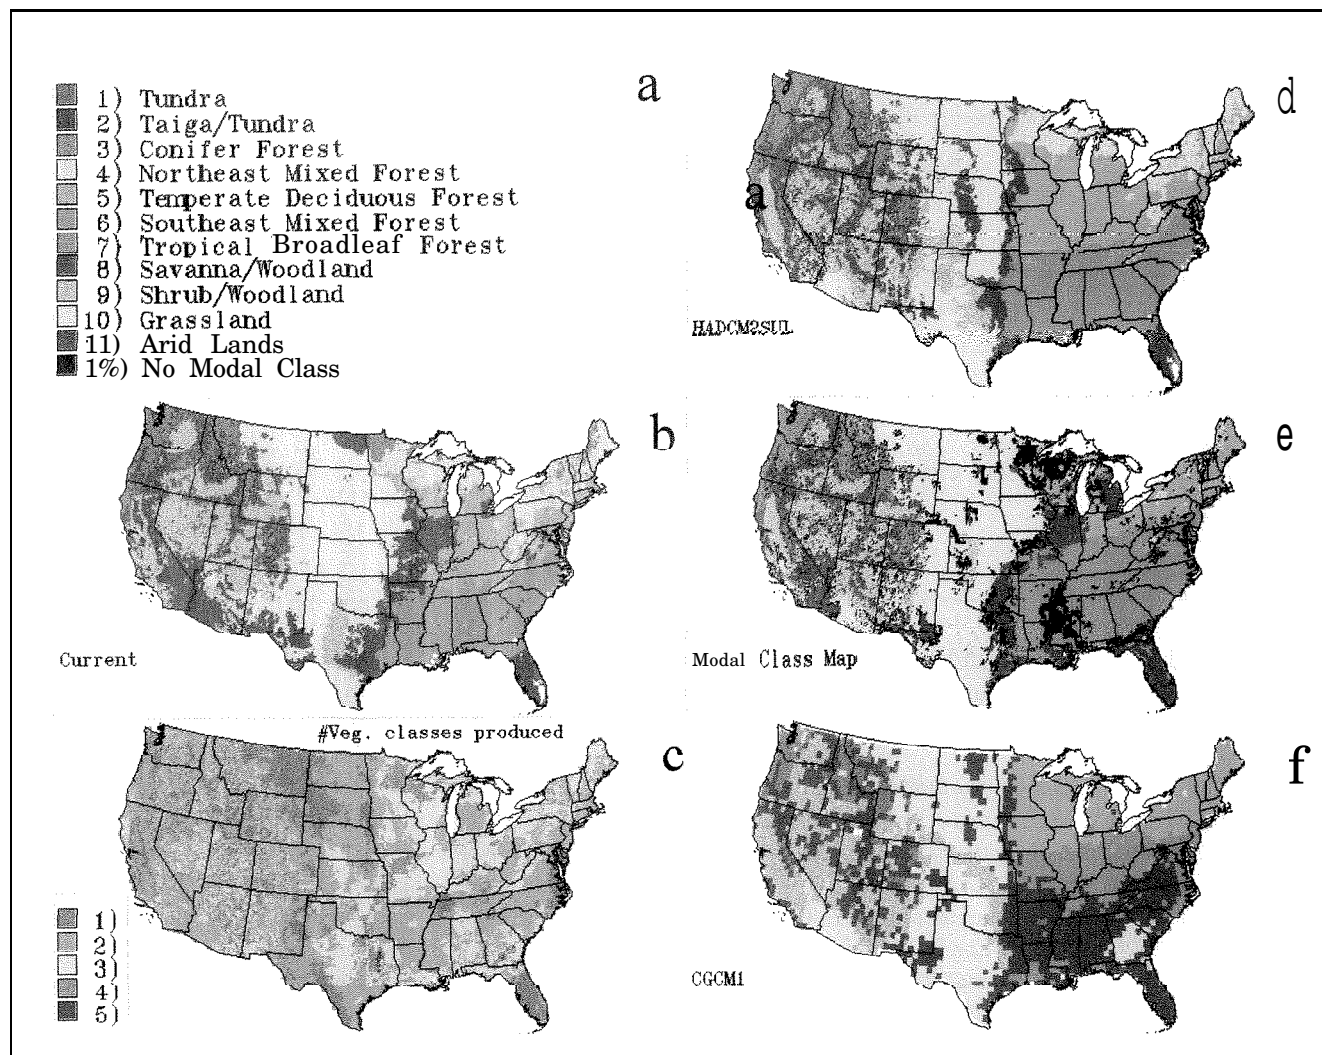 a
1) Tundra
2) Taiga/Tundra
3) Conifer Forest
4) Northeast Mixed Forest
5) Temperate Deciduous Forest
6) Southeast Mixed Forest
7) Tropical Broadleaf Forest
8) Savanna/Woodland
9) Shrub/Woodland
10) Grassland
11) Arid Lands
1%) No Modal Class
d
a
HADCM2SUL
b
Current
e
Modal Class Map
#Veg. classes produced
c
1)
2)
3)
4)
5)
f
CGCM1